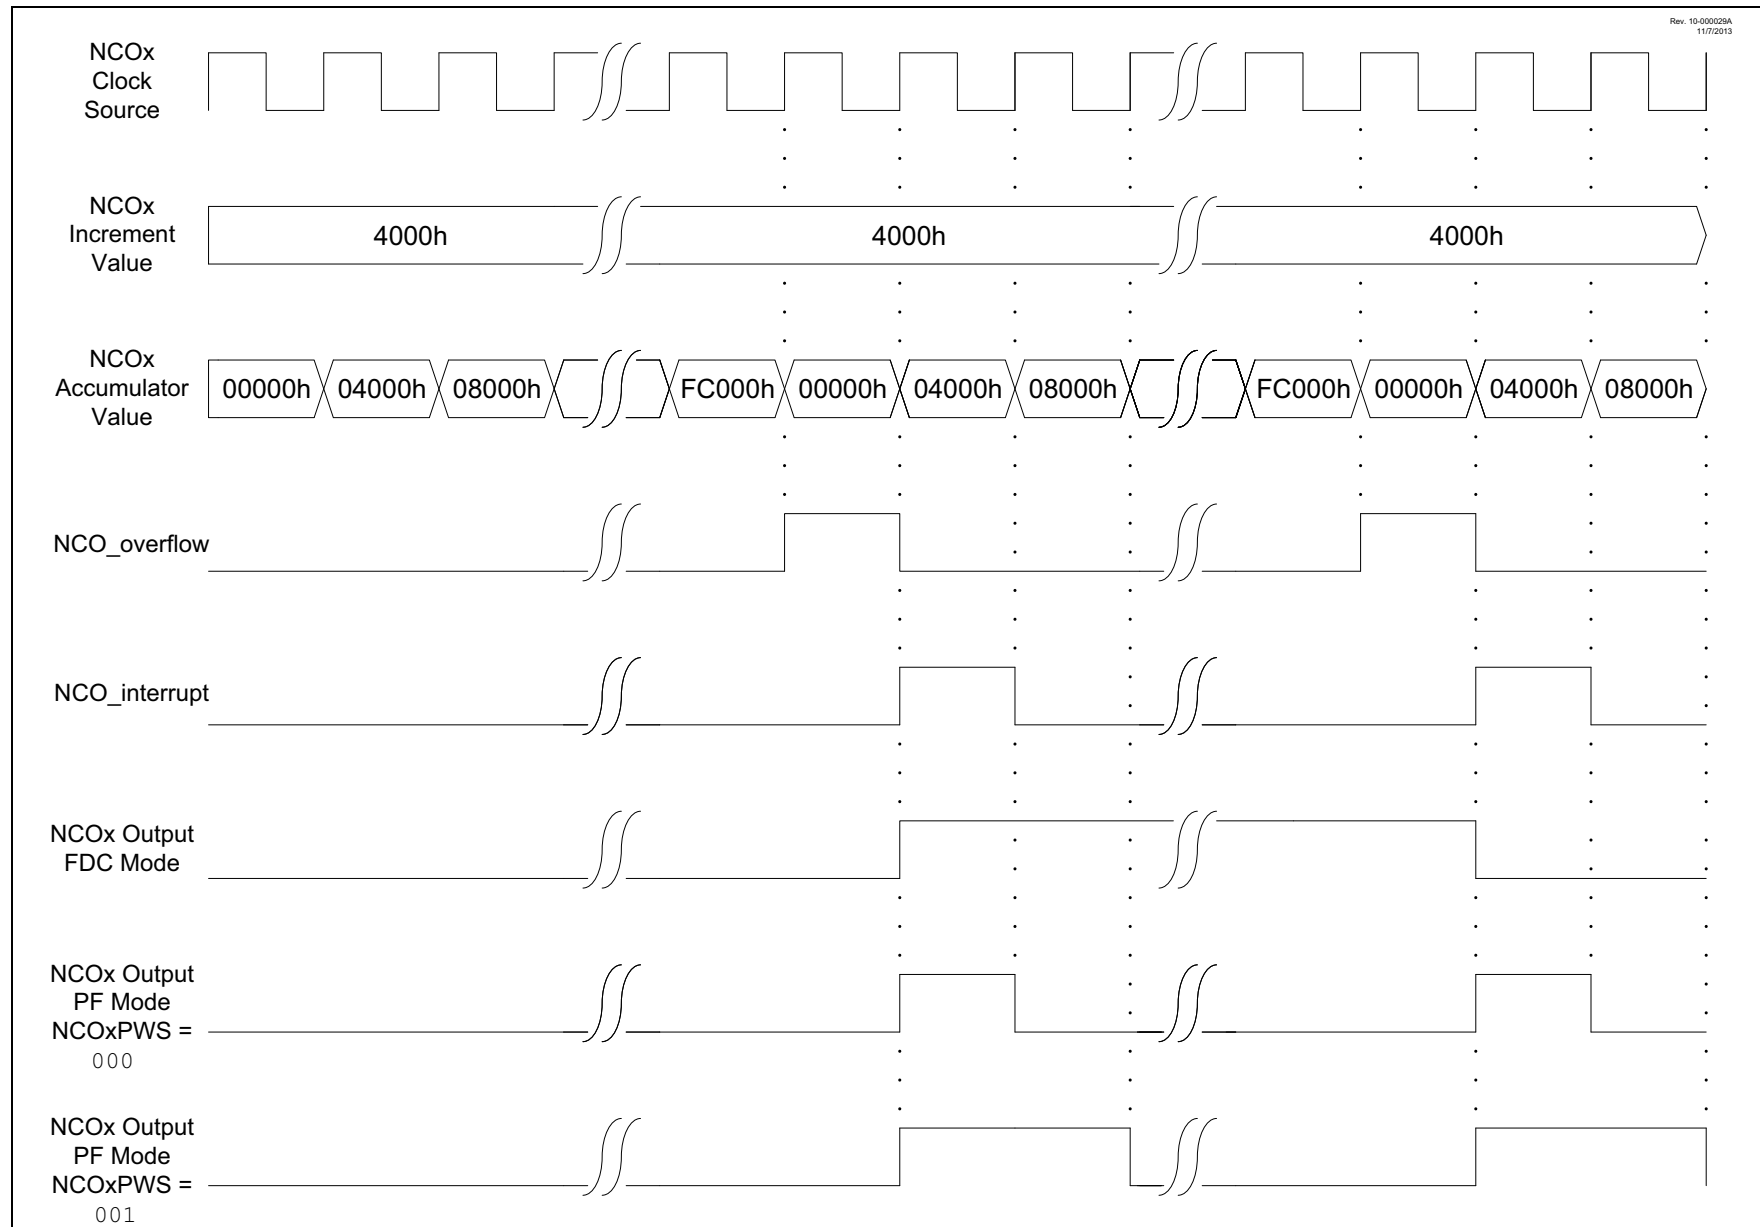 Rev. 10-000029A
11/7/2013
NCOx
Clock
Source
NCOx
Increment
Value
4000h
4000h
4000h
NCOx
Accumulator
Value
00000h 04000h 08000h FC000h 00000h 04000h 08000h FC000h 00000h 04000h 08000h
NCO_overflow
NCO_interrupt
NCOx Output
FDC Mode
NCOx Output
PF Mode
NCOxPWS =
000
NCOx Output
PF Mode
NCOxPWS =
001